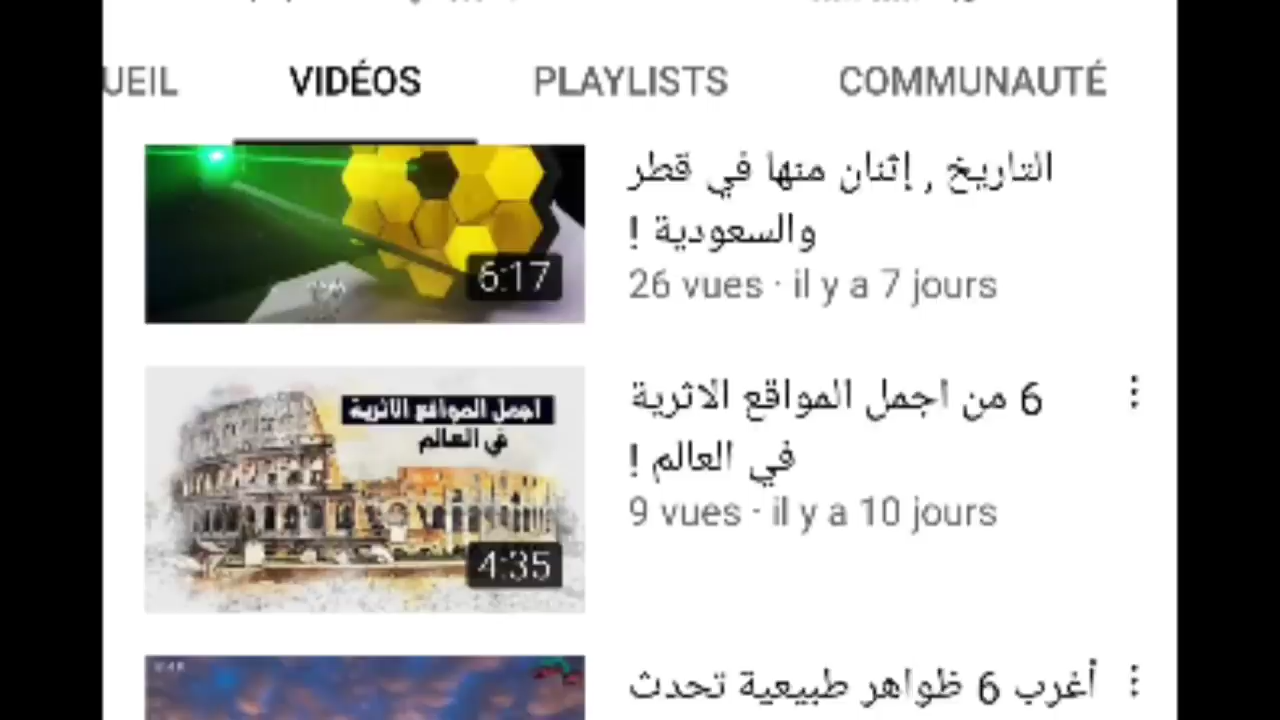 UEIL
VIDÉOS
PLAYLISTS
COMMUNAUTÉ
التاريخ , إثنان منها في قطر
والسعودية !
26 vues · il y a 7 jours
6:17
6 من اجمل المواقع الاثرية
في العالم !
9 vues · il y a 10 jours
اجمل المواقع الاثرية
في العالم
4:35
أغرب 6 ظواهر طبيعية تحدث